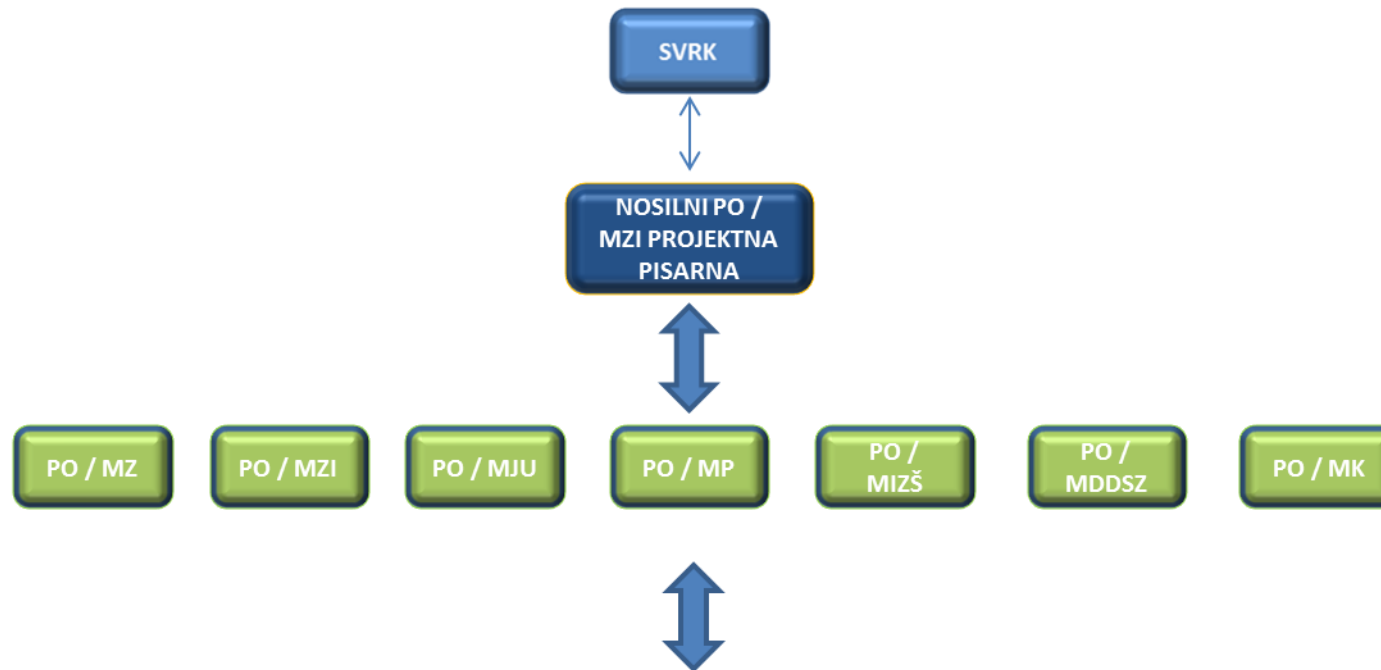 SVRK
NOSILNI PO /
MZI PROJEKTNA
PISARNA
PO / MZ
PO / MZI
PO / MJU
PO / MP
PO /
MIZŠ
PO /
MDDSZ
PO / MK